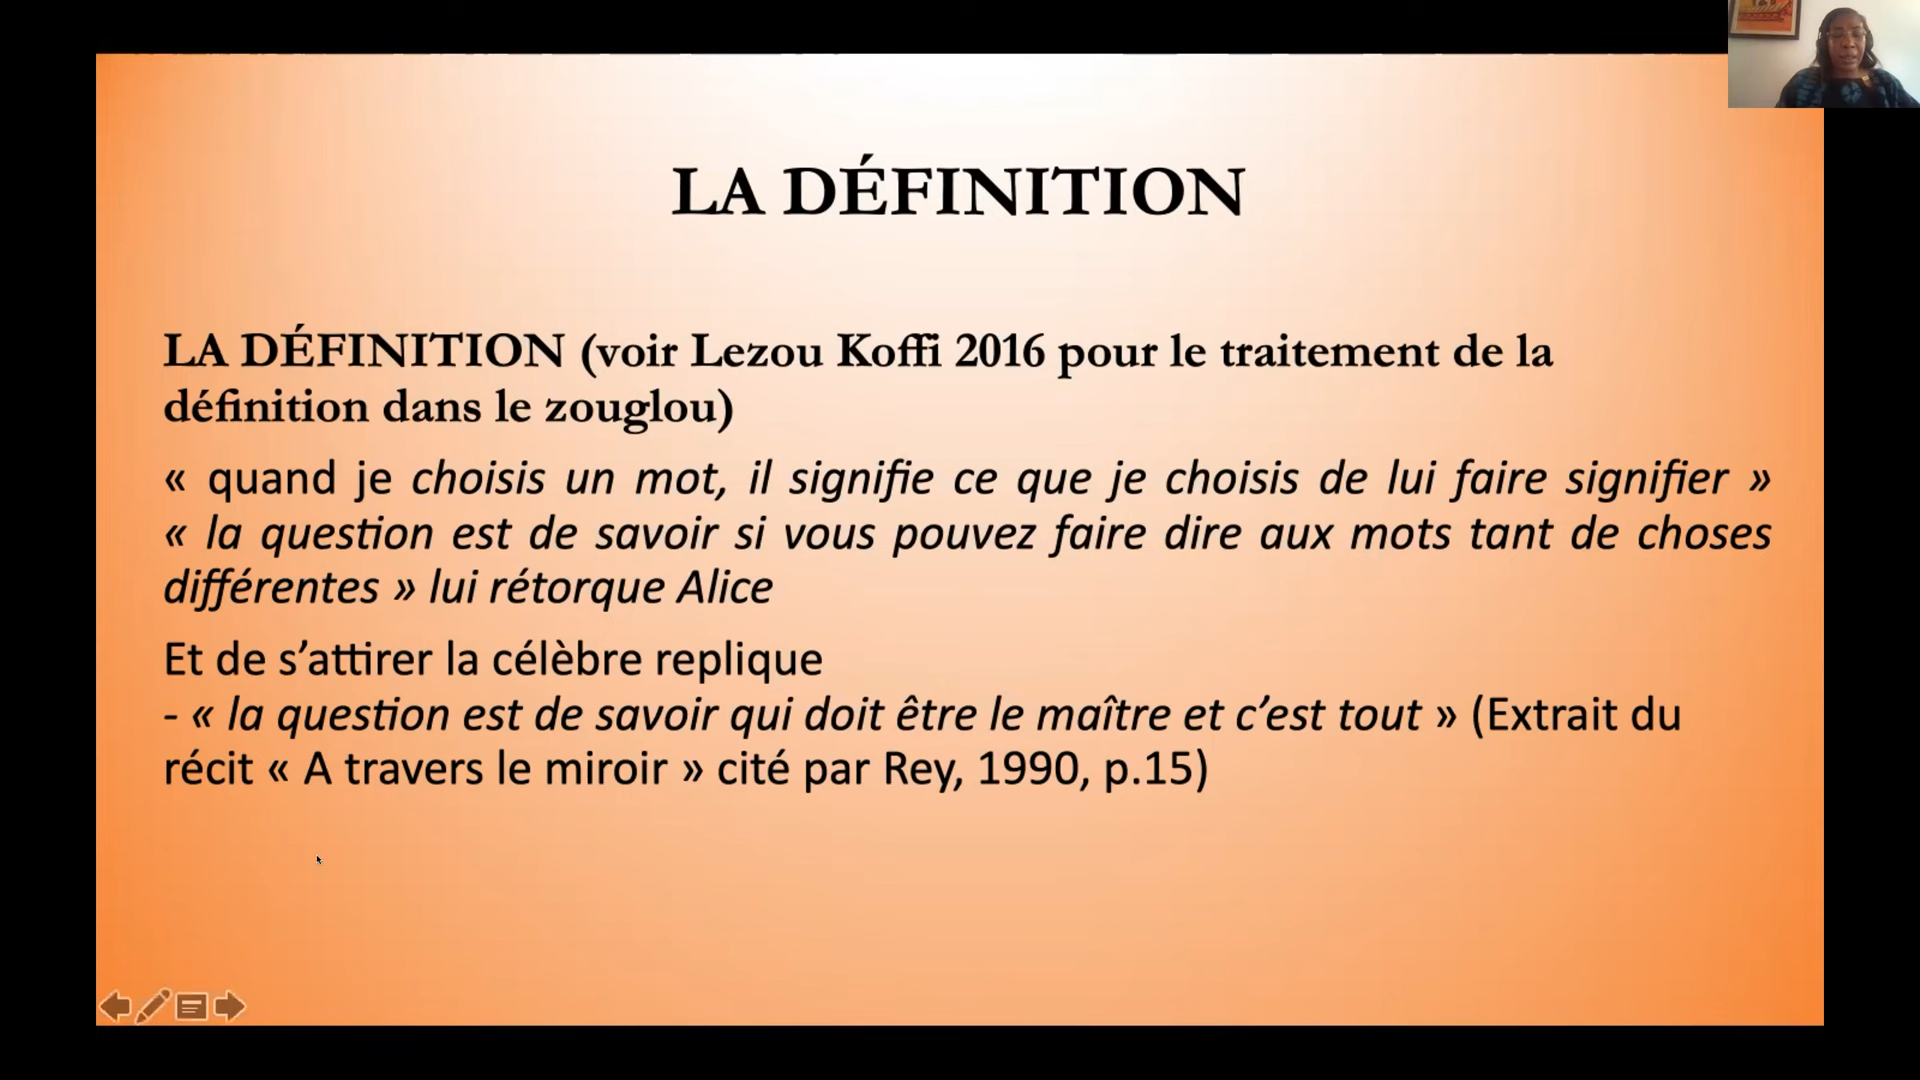 LA DÉFINITION
LA DÉFINITION (voir Lezou Koffi 2016 pour le traitement de la
définition dans le zouglou)
« quand je choisis un mot, il signifie ce que je choisis de lui faire signifier »
« la question est de savoir si vous pouvez faire dire aux mots tant de choses
différentes » lui rétorque Alice
Et de s’attirer la célèbre replique
- « la question est de savoir qui doit être le maître et c’est tout » (Extrait du
récit « A travers le miroir » cité par Rey, 1990, p.15)